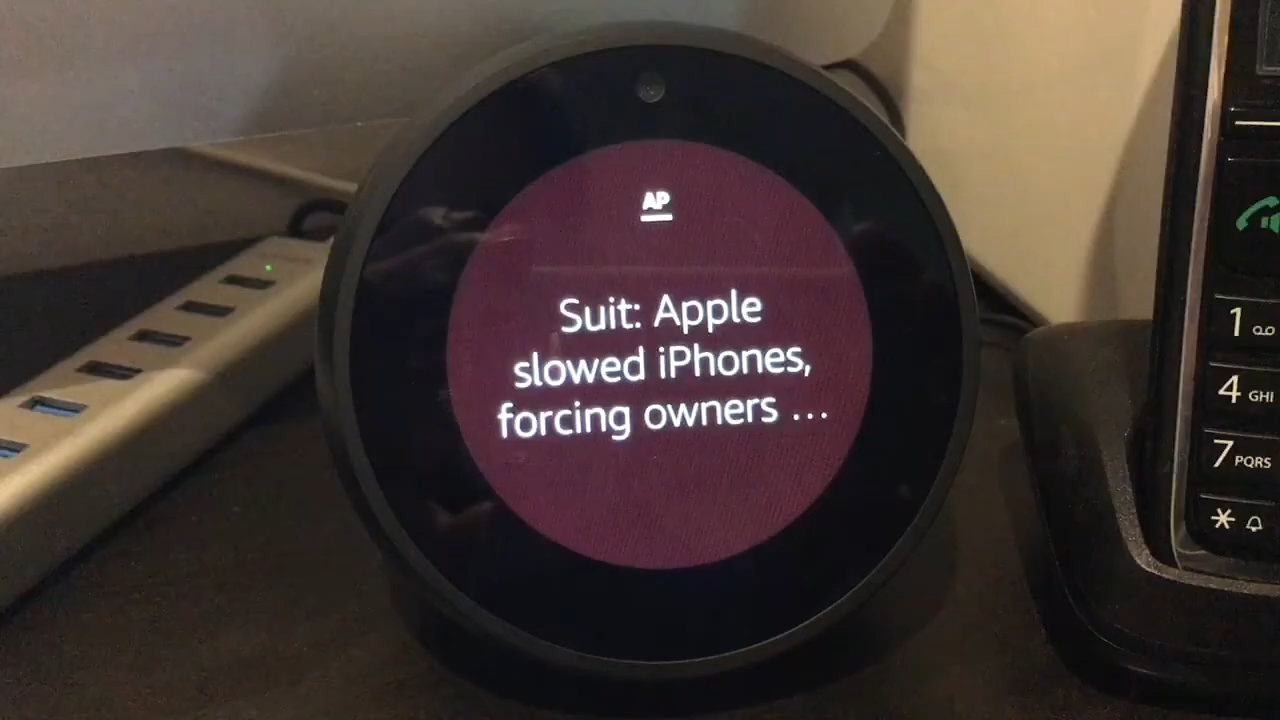 AP
Suit: Apple
slowed iPhones,
forcing owners ...
1
4 GHI
7 PQRS
*